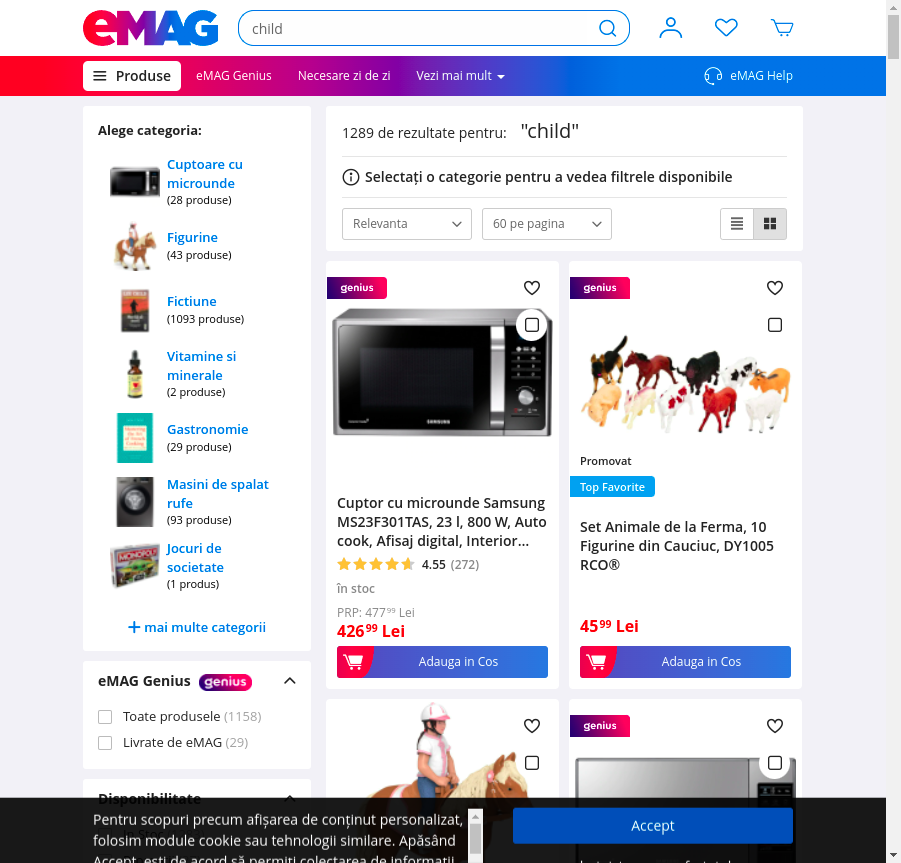 eMAG
child
Produse
eMAG Genius
Necesare zi de zi
Vezi mai mult
eMAG Help
Alege categoria:
Cuptoare cu
microunde
(28 produse)
Figurine
(43 produse)
Fictiune
(1093 produse)
Vitamine si
minerale
(2 produse)
Gastronomie
(29 produse)
Masini de spalat
rufe
(93 produse)
MONOPOLY
Jocuri de
societate
(1 produs)
mai multe categorii
eMAG Genius genius
Toate produsele (1158)
Livrate de eMAG (29)
Disponibilitate
1289 de rezultate pentru: "child"
Selectați o categorie pentru a vedea filtrele disponibile
Relevanta
60 pe pagina
genius
SAMSUNG
Cuptor cu microunde Samsung
MS23F301TAS, 23 l, 800 W, Auto
cook, Afisaj digital, Interior...
4.55 (272)
în stoc
PRP: 477⁹⁹ Lei
426⁹⁹ Lei
Adauga in Cos
genius
Promovat
Top Favorite
Set Animale de la Ferma, 10
Figurine din Cauciuc, DY1005
RCO®
45⁹⁹ Lei
Adauga in Cos
genius
Pentru scopuri precum afișarea de conținut personalizat,
folosim module cookie sau tehnologii similare. Apăsând
Accept, ești de acord să permiți colectarea de informații
Accept